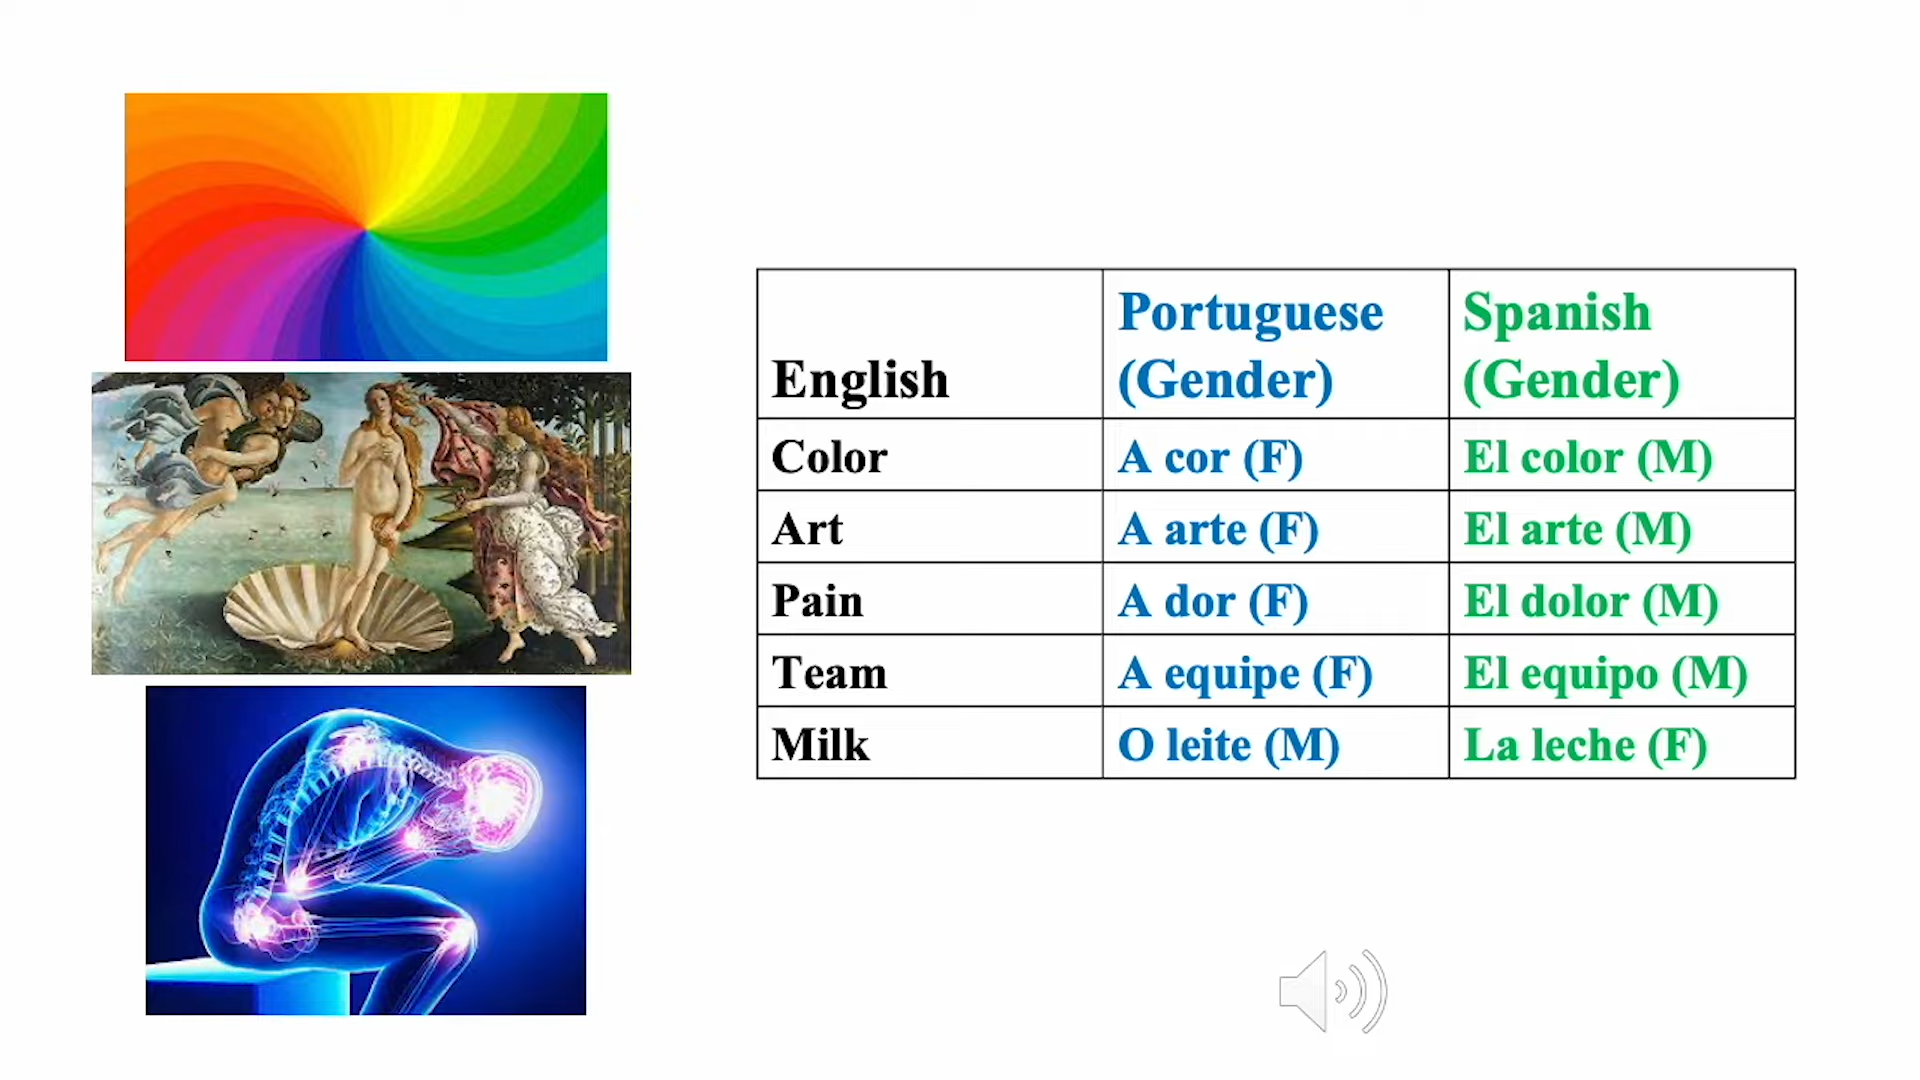 English
Portuguese
(Gender)
Spanish
(Gender)
Color
A cor (F)
El color (M)
Art
A arte (F)
El arte (M)
Pain
A dor (F)
El dolor (M)
Team
A equipe (F)
El equipo (M)
Milk
O leite (M)
La leche (F)